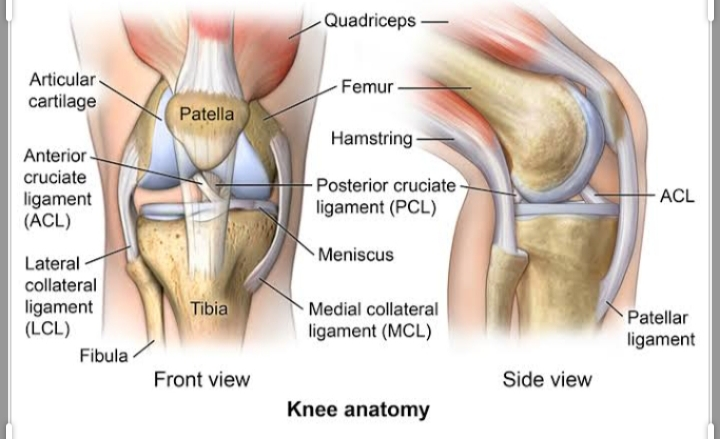 Quadriceps
Articular
cartilage
Femur
Patella
Hamstring
Anterior
cruciate
ligament
(ACL)
Posterior cruciate
ligament (PCL)
ACL
Meniscus
Lateral
collateral
ligament
(LCL)
Tibia
Medial collateral
ligament (MCL)
Patellar
ligament
Fibula
Front view
Side view
Knee anatomy